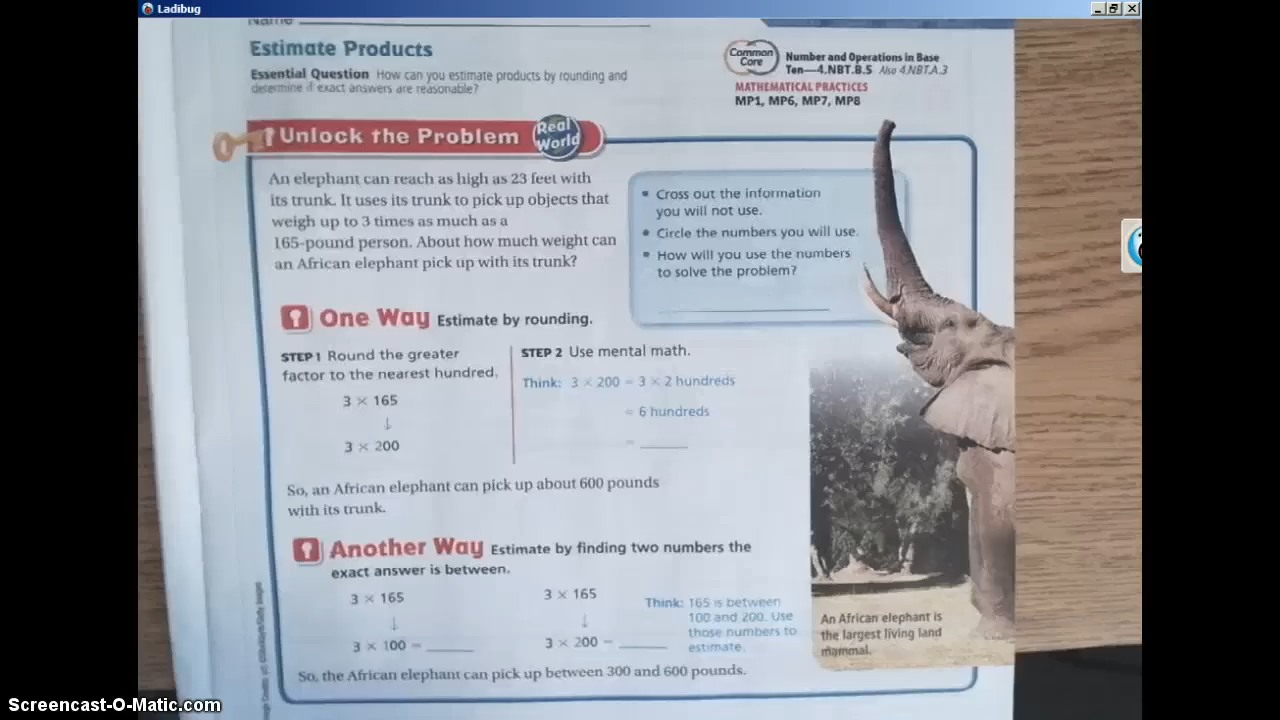 Ladibug
Name
Estimate Products
Essential Question How can you estimate products by rounding and
determine if exact answers are reasonable?
Common
Core
Number and Operations in Base
Ten—4.NBT.B.5 Also 4.NBT.A.3
MATHEMATICAL PRACTICES
MP1, MP6, MP7, MP8
Unlock the Problem
Real
World
An elephant can reach as high as 23 feet with
its trunk. It uses its trunk to pick up objects that
weigh up to 3 times as much as a
165-pound person. About how much weight can
an African elephant pick up with its trunk?
• Cross out the information
you will not use.
• Circle the numbers you will use.
• How will you use the numbers
to solve the problem?
One Way Estimate by rounding.
STEP 1 Round the greater
factor to the nearest hundred.
3 × 165
↓
3 × 200
STEP 2 Use mental math.
Think: 3 × 200 = 3 × 2 hundreds
= 6 hundreds
= ______
So, an African elephant can pick up about 600 pounds
with its trunk.
Another Way Estimate by finding two numbers the
exact answer is between.
3 × 165
↓
3 × 100 = ______
3 × 165
↓
3 × 200 = ______
Think: 165 is between
100 and 200. Use
those numbers to
estimate.
So, the African elephant can pick up between 300 and 600 pounds.
An African elephant is
the largest living land
mammal.
Screencast-O-Matic.com